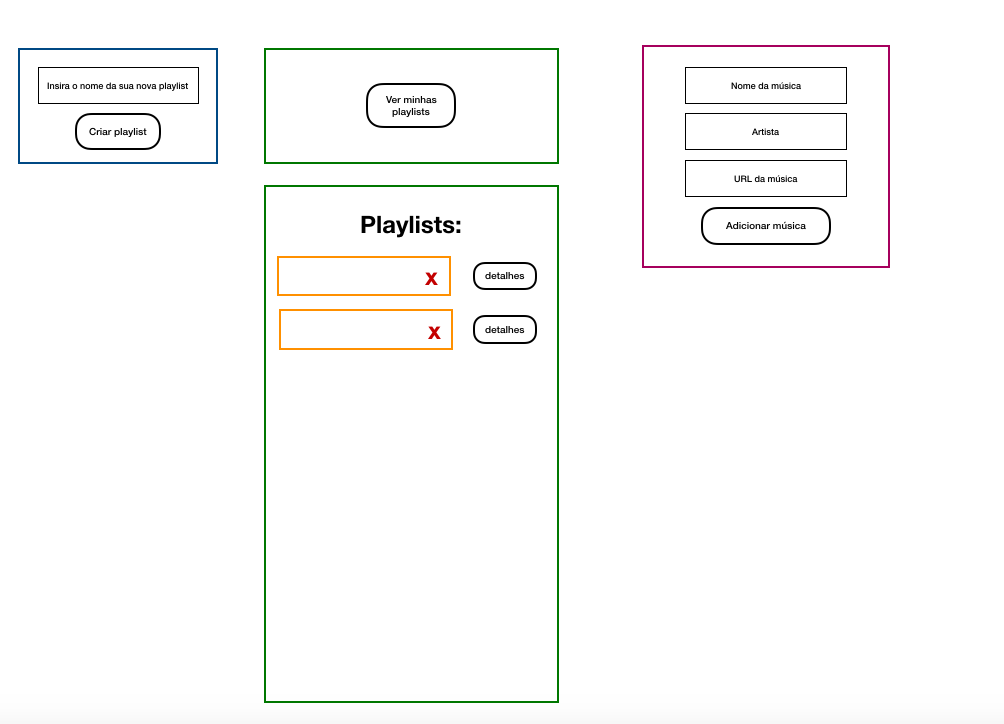 Insira o nome da sua nova playlist
Criar playlist
Ver minhas
playlists
Playlists:
x
detalhes
x
detalhes
Nome da música
Artista
URL da música
Adicionar música